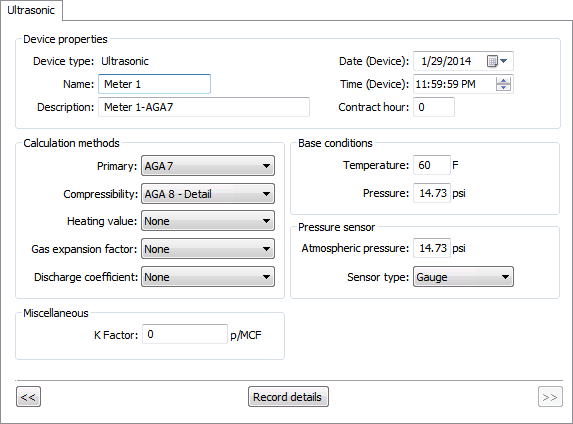 Ultrasonic
Device properties
Device type: Ultrasonic
Date (Device): 1/29/2014
Name: Meter 1
Time (Device): 11:59:59 PM
Description: Meter 1-AGA7
Contract hour: 0
Calculation methods
Primary: AGA7
Compressibility: AGA 8 - Detail
Heating value: None
Gas expansion factor: None
Discharge coefficient: None
Base conditions
Temperature: 60 F
Pressure: 14.73 psi
Pressure sensor
Atmospheric pressure: 14.73 psi
Sensor type: Gauge
Miscellaneous
K Factor: 0 p/MCF
<< Record details >>